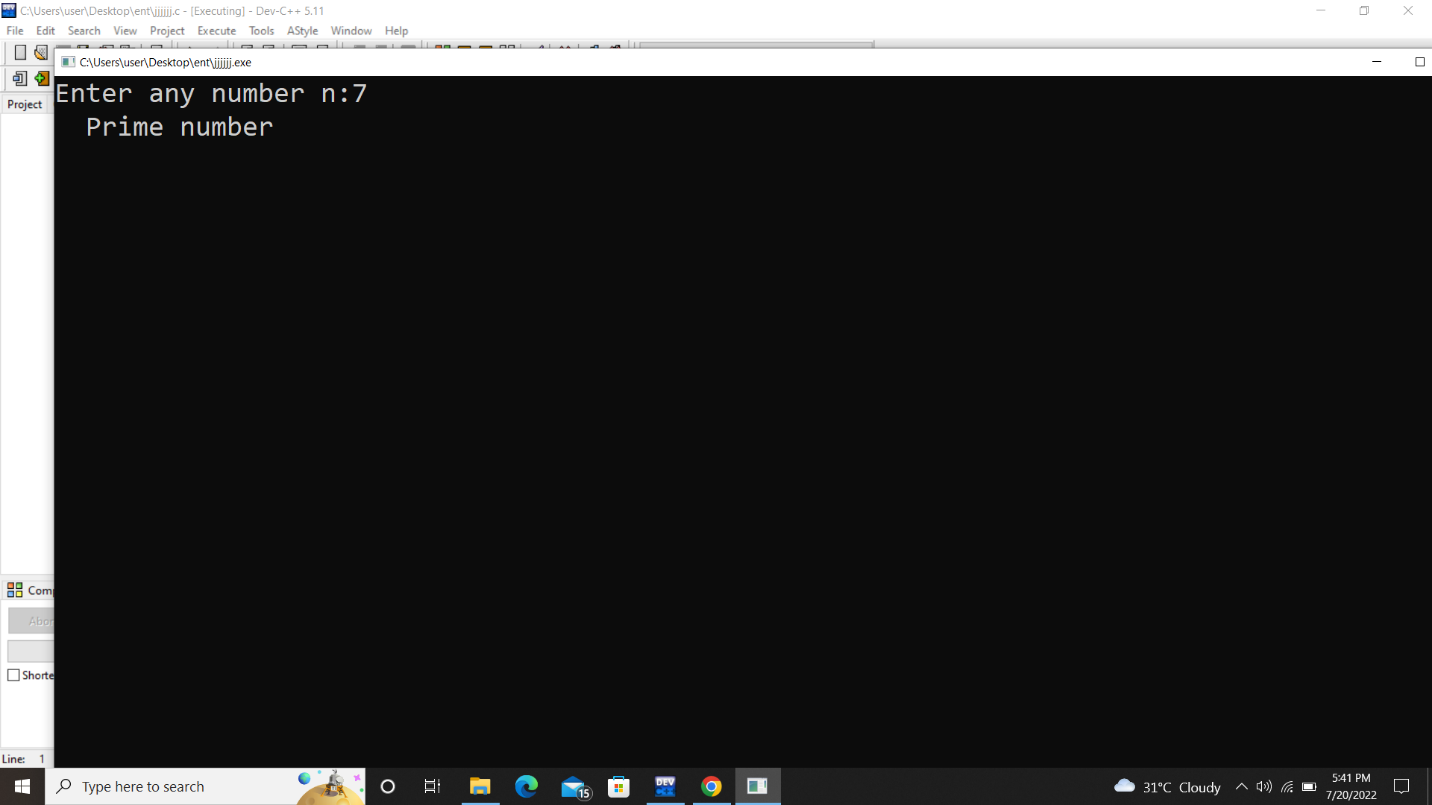 C:\Users\user\Desktop\ent\jjjjjj.c - [Executing] - Dev-C++ 5.11
File Edit Search View Project Execute Tools AStyle Window Help
C:\Users\user\Desktop\ent\jjjjjj.exe
Project
Enter any number n:7
Prime number
Line: 1
Type here to search
15
DEV
31°C Cloudy
5:41 PM
7/20/2022